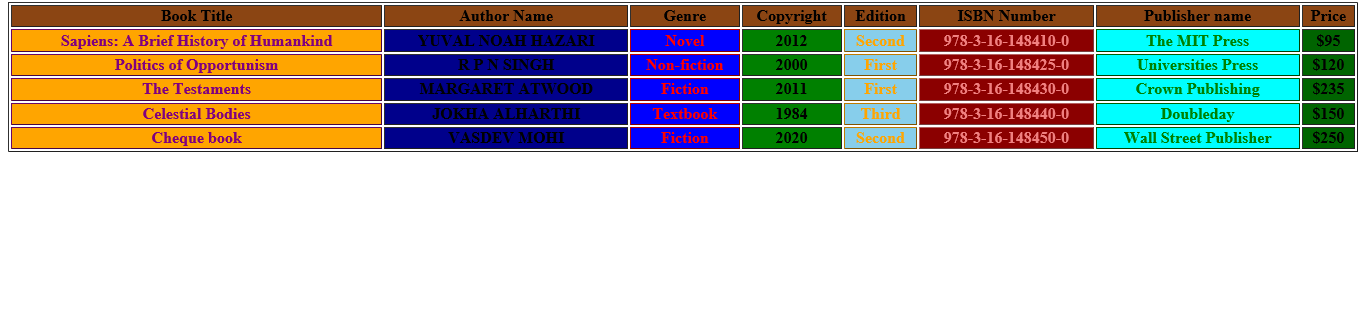 Book Title Author Name Genre Copyright Edition ISBN Number Publisher name Price
Sapiens: A Brief History of Humankind YUVAL NOAH HAZARI Novel 2012 Second 978-3-16-148410-0 The MIT Press $95
Politics of Opportunism R P N SINGH Non-fiction 2000 First 978-3-16-148425-0 Universities Press $120
The Testaments MARGARET ATWOOD Fiction 2011 First 978-3-16-148430-0 Crown Publishing $235
Celestial Bodies JOKHA ALHARTHI Textbook 1984 Third 978-3-16-148440-0 Doubleday $150
Cheque book VASDEV MOHI Fiction 2020 Second 978-3-16-148450-0 Wall Street Publisher $250